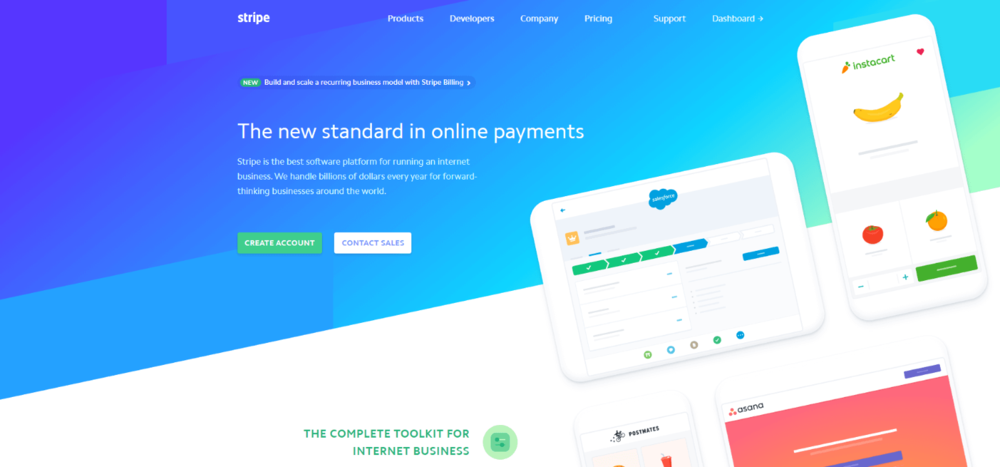 stripe
Products Developers Company Pricing Support Dashboard →
NEW Build and scale a recurring business model with Stripe Billing >
The new standard in online payments
Stripe is the best software platform for running an internet
business. We handle billions of dollars every year for forward-
thinking businesses around the world.
CREATE ACCOUNT CONTACT SALES
instacart
salesforce
asana
POSTMATES
THE COMPLETE TOOLKIT FOR
INTERNET BUSINESS